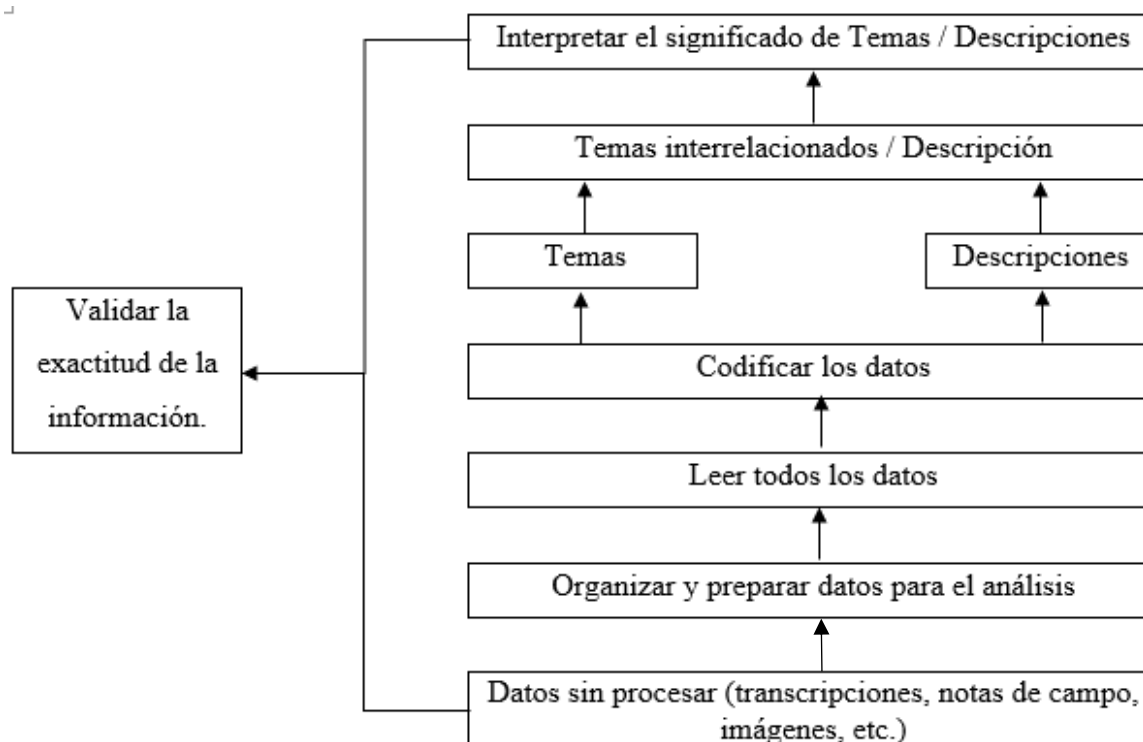 Interpretar el significado de Temas / Descripciones
Temas interrelacionados / Descripción
Temas
Descripciones
Validar la
exactitud de la
información.
Codificar los datos
Leer todos los datos
Organizar y preparar datos para el análisis
Datos sin procesar (transcripciones, notas de campo,
imágenes, etc.)